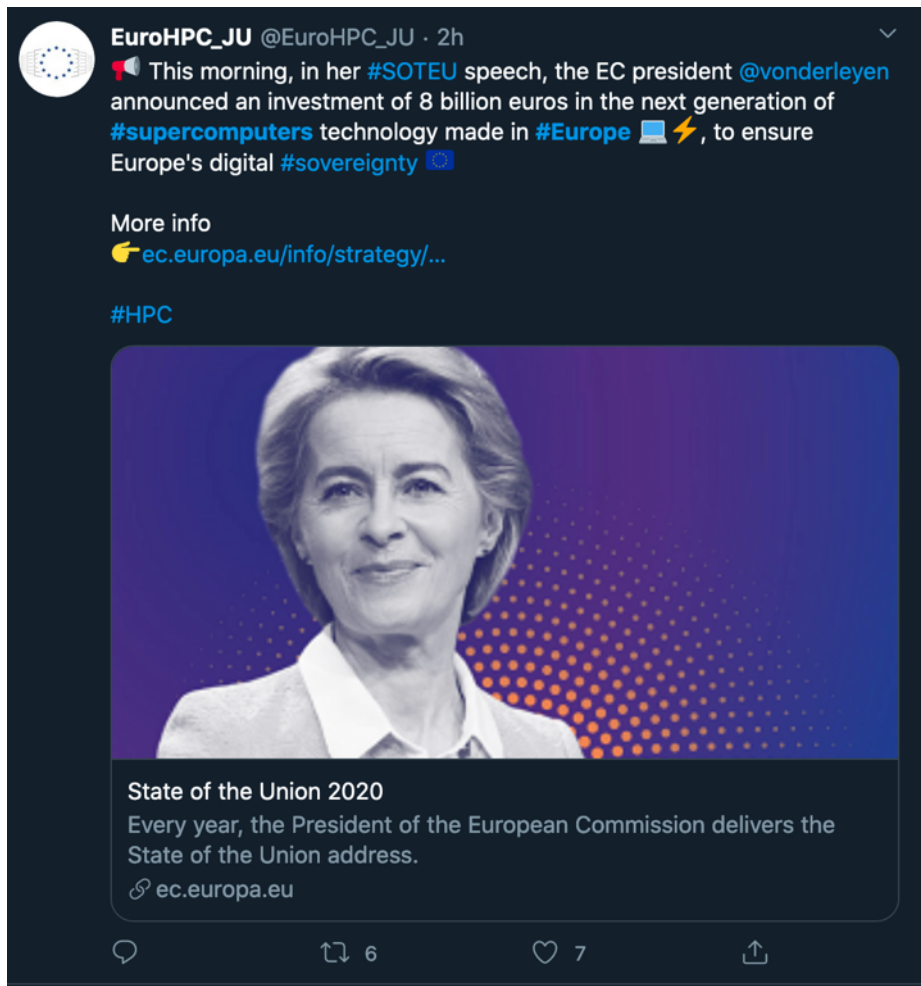 EuroHPC_JU @EuroHPC_JU · 2h
📢 This morning, in her #SOTEU speech, the EC president @vonderleyen
announced an investment of 8 billion euros in the next generation of
#supercomputers technology made in #Europe 💻⚡, to ensure
Europe's digital #sovereignty 🇪🇺
More info
👉ec.europa.eu/info/strategy/...
#HPC
State of the Union 2020
Every year, the President of the European Commission delivers the
State of the Union address.
ec.europa.eu
6 7